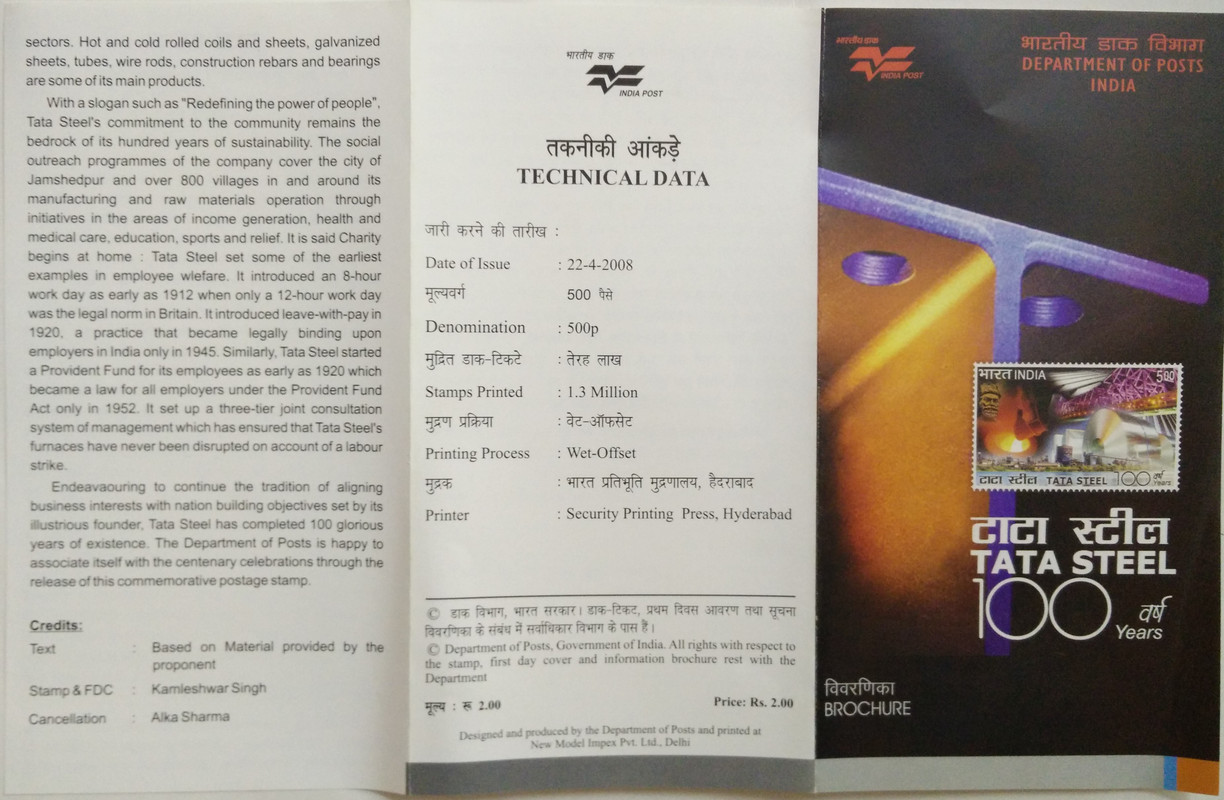 sectors. Hot and cold rolled coils and sheets, galvanized
sheets, tubes, wire rods, construction rebars and bearings
are some of its main products.
With a slogan such as "Redefining the power of people",
Tata Steel's commitment to the community remains the
bedrock of its hundred years of sustainability. The social
outreach programmes of the company cover the city of
Jamshedpur and over 800 villages in and around its
manufacturing and raw materials operation through
initiatives in the areas of income generation, health and
medical care, education, sports and relief. It is said Charity
begins at home : Tata Steel set some of the earliest
examples in employee wlefare. It introduced an 8-hour
work day as early as 1912 when only a 12-hour work day
was the legal norm in Britain. It introduced leave-with-pay in
1920, a practice that became legally binding upon
employers in India only in 1945. Similarly, Tata Steel started
a Provident Fund for its employees as early as 1920 which
became a law for all employers under the Provident Fund
Act only in 1952. It set up a three-tier joint consultation
system of management which has ensured that Tata Steel's
furnaces have never been disrupted on account of a labour
strike.
Endeavaouring to continue the tradition of aligning
business interests with nation building objectives set by its
illustrious founder, Tata Steel has completed 100 glorious
years of existence. The Department of Posts is happy to
associate itself with the centenary celebrations through the
release of this commemorative postage stamp.
Credits:
Text : Based on Material provided by the
proponent
Stamp & FDC : Kamleshwar Singh
Cancellation : Alka Sharma
भारतीय डाक
INDIA POST
तकनीकी आंकड़े
TECHNICAL DATA
जारी करने की तारीख :
Date of Issue : 22-4-2008
मूल्यवर्ग 500 पैसे
Denomination : 500p
मुद्रित डाक-टिकटे : तेरह लाख
Stamps Printed : 1.3 Million
मुद्रण प्रक्रिया : वेट-ऑफसेट
Printing Process : Wet-Offset
मुद्रक : भारत प्रतिभूति मुद्रणालय, हैदराबाद
Printer : Security Printing Press, Hyderabad
© डाक विभाग, भारत सरकार। डाक-टिकट, प्रथम दिवस आवरण तथा सूचना
विवरणिका के संबंध में सर्वाधिकार विभाग के पास हैं।
© Department of Posts, Government of India. All rights with respect to
the stamp, first day cover and information brochure rest with the
Department
मूल्य : रू 2.00 Price: Rs. 2.00
Designed and produced by the Department of Posts and printed at
New Model Impex Pvt. Ltd., Delhi
भारतीय डाक
INDIA POST
भारतीय डाक विभाग
DEPARTMENT OF POSTS
INDIA
भारत INDIA 500
टाटा स्टील TATA STEEL 100 वर्ष Years
टाटा स्टील
TATA STEEL
100 वर्ष
Years
विवरणिका
BROCHURE